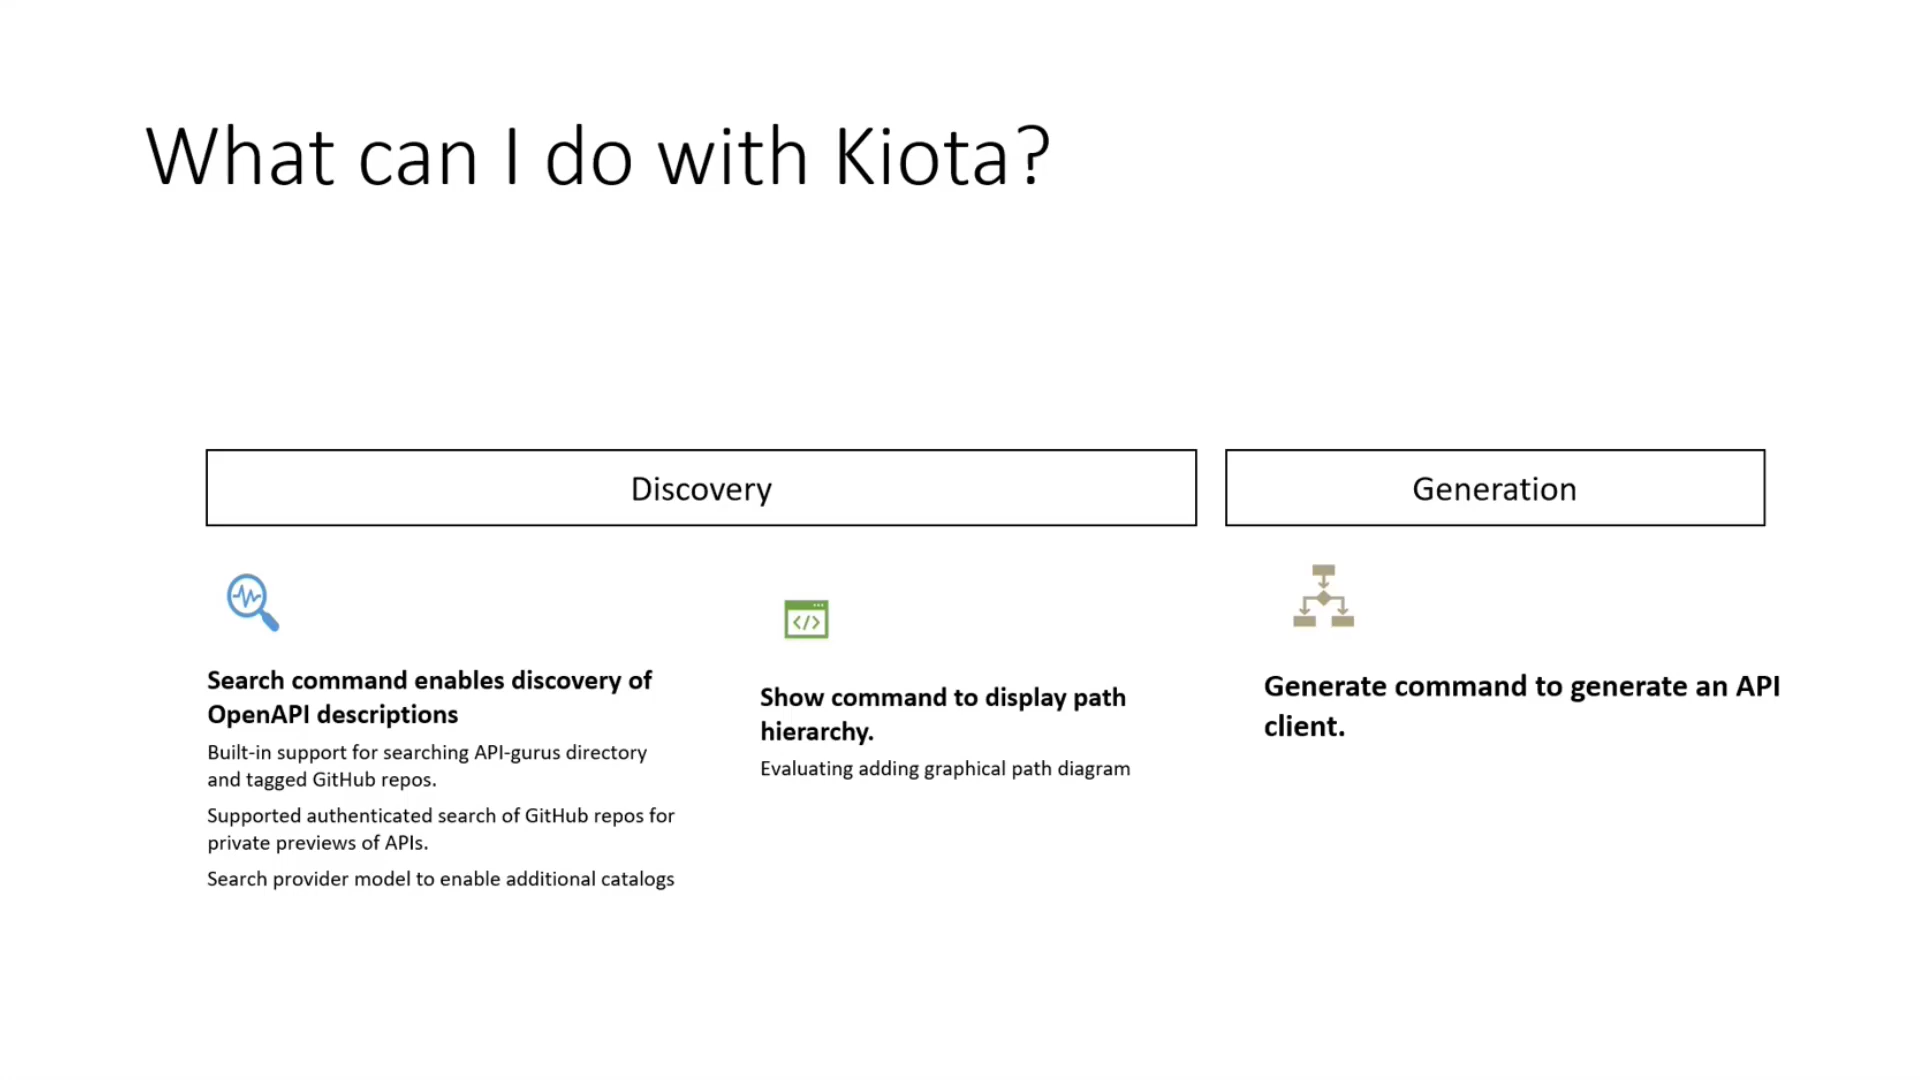 What can I do with Kiota?
Discovery
Generation
Search command enables discovery of
OpenAPI descriptions
Built-in support for searching API-gurus directory
and tagged GitHub repos.
Supported authenticated search of GitHub repos for
private previews of APIs.
Search provider model to enable additional catalogs
</>
Show command to display path
hierarchy.
Evaluating adding graphical path diagram
Generate command to generate an API
client.